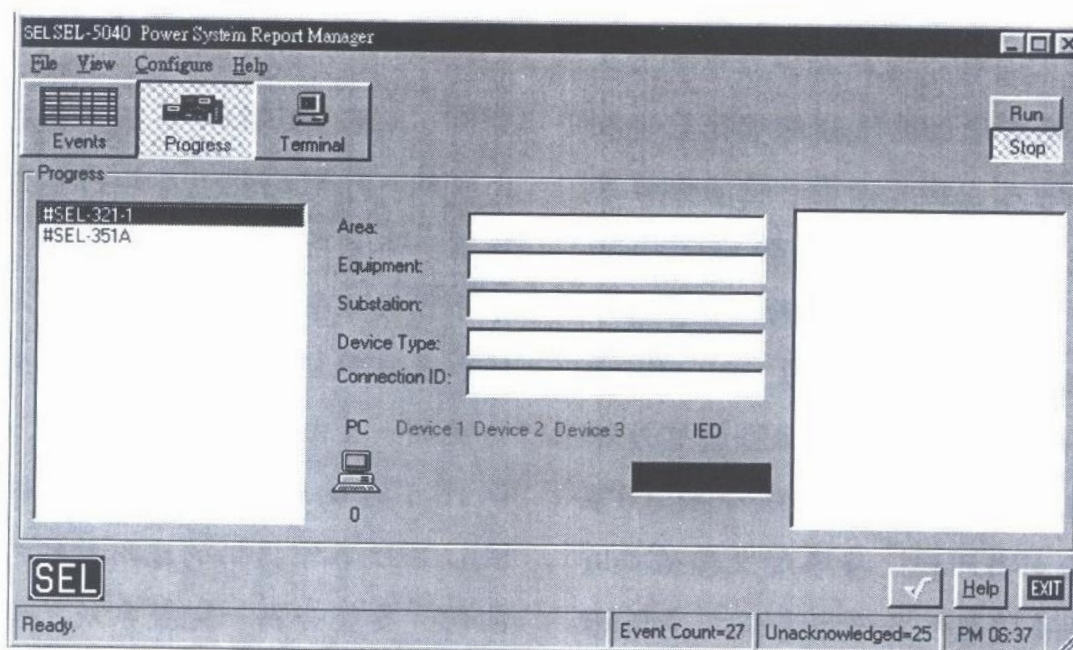 SEL SEL-5040 Power System Report Manager
File View Configure Help
Events
Progress
Terminal
Run
Stop
Progress
#SEL-321-1
#SEL-351A
Area:
Equipment:
Substation:
Device Type:
Connection ID:
PC Device 1 Device 2 Device 3 IED
0
SEL
Help
EXIT
Ready.
Event Count=27
Unacknowledged=25
PM 06:37